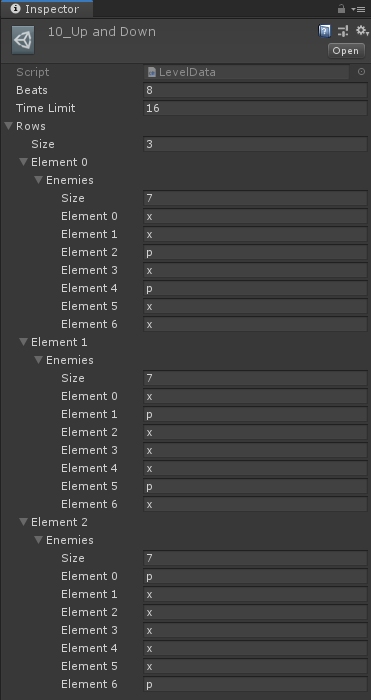 Inspector
10_Up and Down
Open
Script LevelData
Beats 8
Time Limit 16
Rows
Size 3
Element 0
Enemies
Size 7
Element 0 x
Element 1 x
Element 2 p
Element 3 x
Element 4 p
Element 5 x
Element 6 x
Element 1
Enemies
Size 7
Element 0 x
Element 1 p
Element 2 x
Element 3 x
Element 4 x
Element 5 p
Element 6 x
Element 2
Enemies
Size 7
Element 0 p
Element 1 x
Element 2 x
Element 3 x
Element 4 x
Element 5 x
Element 6 p